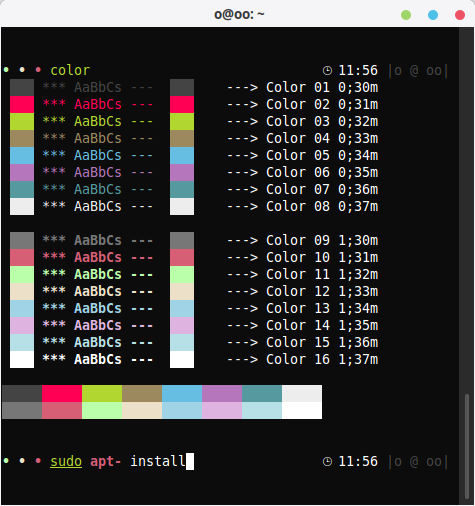 o@oo: ~
• • • color 11:56 |o @ oo|
*** AaBbCs --- ---> Color 01 0;30m
*** AaBbCs --- ---> Color 02 0;31m
*** AaBbCs --- ---> Color 03 0;32m
*** AaBbCs --- ---> Color 04 0;33m
*** AaBbCs --- ---> Color 05 0;34m
*** AaBbCs --- ---> Color 06 0;35m
*** AaBbCs --- ---> Color 07 0;36m
*** AaBbCs --- ---> Color 08 0;37m
*** AaBbCs --- ---> Color 09 1;30m
*** AaBbCs --- ---> Color 10 1;31m
*** AaBbCs --- ---> Color 11 1;32m
*** AaBbCs --- ---> Color 12 1;33m
*** AaBbCs --- ---> Color 13 1;34m
*** AaBbCs --- ---> Color 14 1;35m
*** AaBbCs --- ---> Color 15 1;36m
*** AaBbCs --- ---> Color 16 1;37m
• • • sudo apt- install 11:56 |o @ oo|